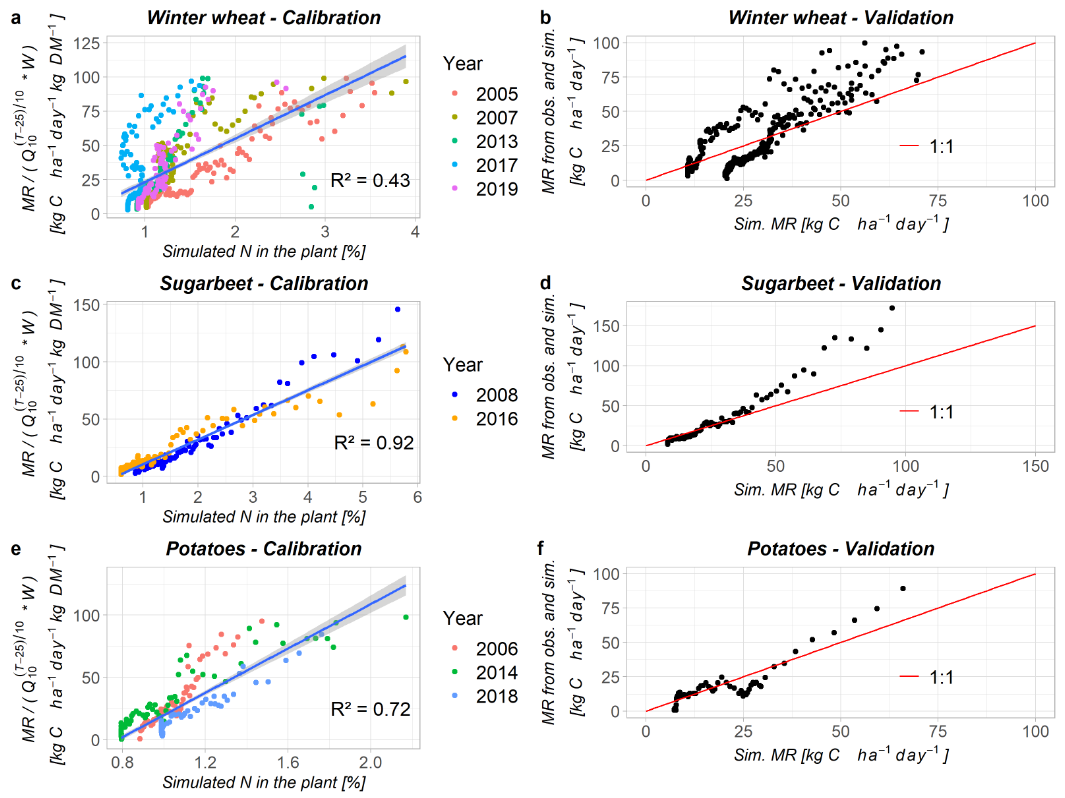 a Winter wheat - Calibration
MR / ( Q10^(T−25)/10 * W )
[kg C ha−1 day−1 kg DM−1 ]
125
100
75
50
25
0
R² = 0.43
1 2 3 4
Simulated N in the plant [%]
Year
2005
2007
2013
2017
2019
b Winter wheat - Validation
MR from obs. and sim.
[kg C ha−1 day−1 ]
100
75
50
25
0
1:1
0 25 50 75 100
Sim. MR [kg C ha−1 day−1 ]
c Sugarbeet - Calibration
MR / ( Q10^(T−25)/10 * W )
[kg C ha−1 day−1 kg DM−1 ]
150
100
50
0
R² = 0.92
1 2 3 4 5 6
Simulated N in the plant [%]
Year
2008
2016
d Sugarbeet - Validation
MR from obs. and sim.
[kg C ha−1 day−1 ]
150
100
50
0
1:1
0 50 100 150
Sim. MR [kg C ha−1 day−1 ]
e Potatoes - Calibration
MR / ( Q10^(T−25)/10 * W )
[kg C ha−1 day−1 kg DM−1 ]
100
50
0
R² = 0.72
0.8 1.2 1.6 2.0
Simulated N in the plant [%]
Year
2006
2014
2018
f Potatoes - Validation
MR from obs. and sim.
[kg C ha−1 day−1 ]
100
75
50
25
0
1:1
0 25 50 75 100
Sim. MR [kg C ha−1 day−1 ]